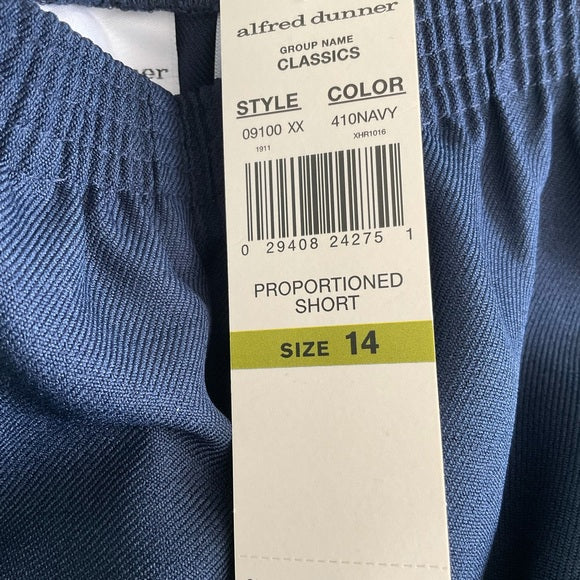 alfred dunner
GROUP NAME
CLASSICS
STYLE COLOR
09100 XX 410NAVY
1911 XHR1016
0 29408 24275 1
PROPORTIONED
SHORT
SIZE 14